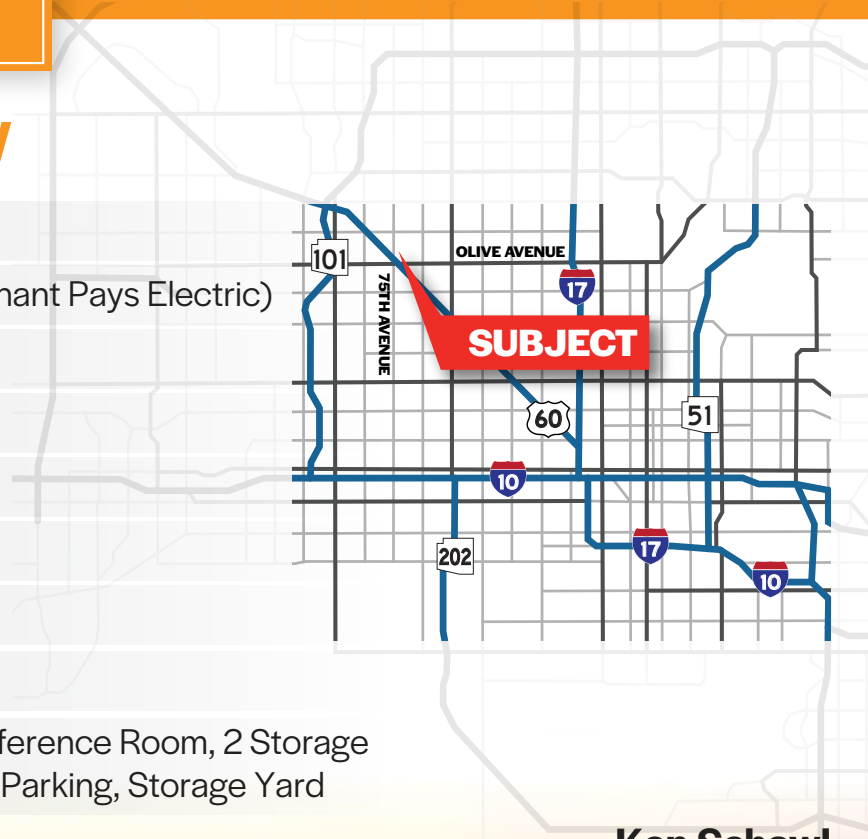 y
101
OLIVE AVENUE
17
nant Pays Electric)
75TH AVENUE
SUBJECT
60
51
10
17
202
10
ference Room, 2 Storage
Parking, Storage Yard